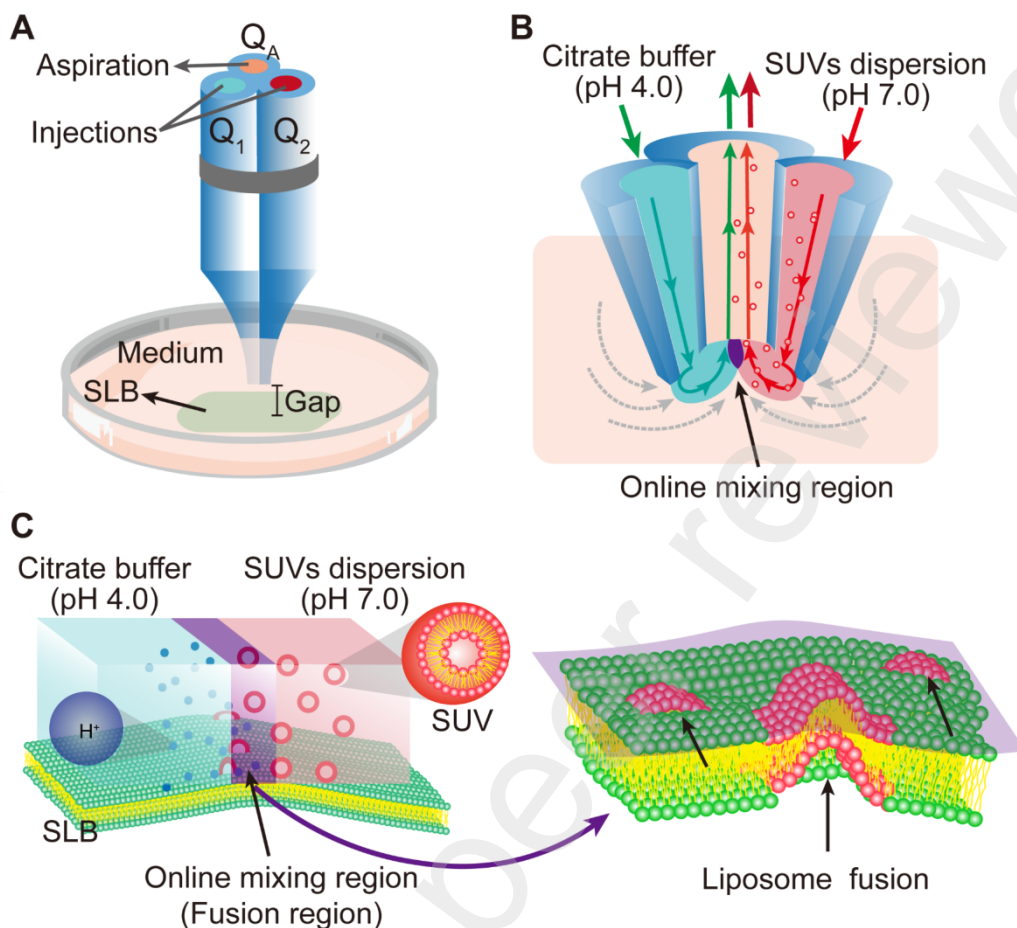 A
Q_A
Aspiration
Injections
Q_1
Q_2
Medium
SLB
Gap
B
Citrate buffer
(pH 4.0)
SUVs dispersion
(pH 7.0)
Online mixing region
C
Citrate buffer
(pH 4.0)
SUVs dispersion
(pH 7.0)
H⁺
SUV
SLB
Online mixing region
(Fusion region)
Liposome fusion
peer review